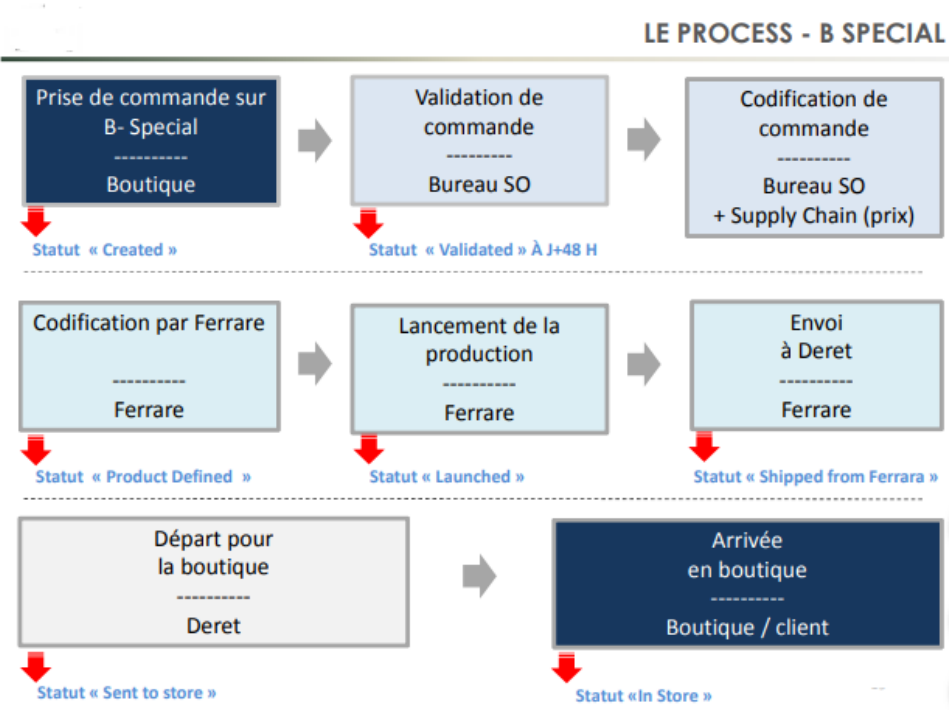 LE PROCESS - B SPECIAL
Prise de commande sur
B- Special
----------
Boutique
Validation de
commande
---------
Bureau SO
Codification de
commande
----------
Bureau SO
+ Supply Chain (prix)
Statut « Created »
Statut « Validated » À J+48 H
Codification par Ferrare
----------
Ferrare
Lancement de la
production
----------
Ferrare
Envoi
à Deret
----------
Ferrare
Statut « Product Defined »
Statut « Launched »
Statut « Shipped from Ferrara »
Départ pour
la boutique
----------
Deret
Arrivée
en boutique
----------
Boutique / client
Statut « Sent to store »
Statut «In Store »